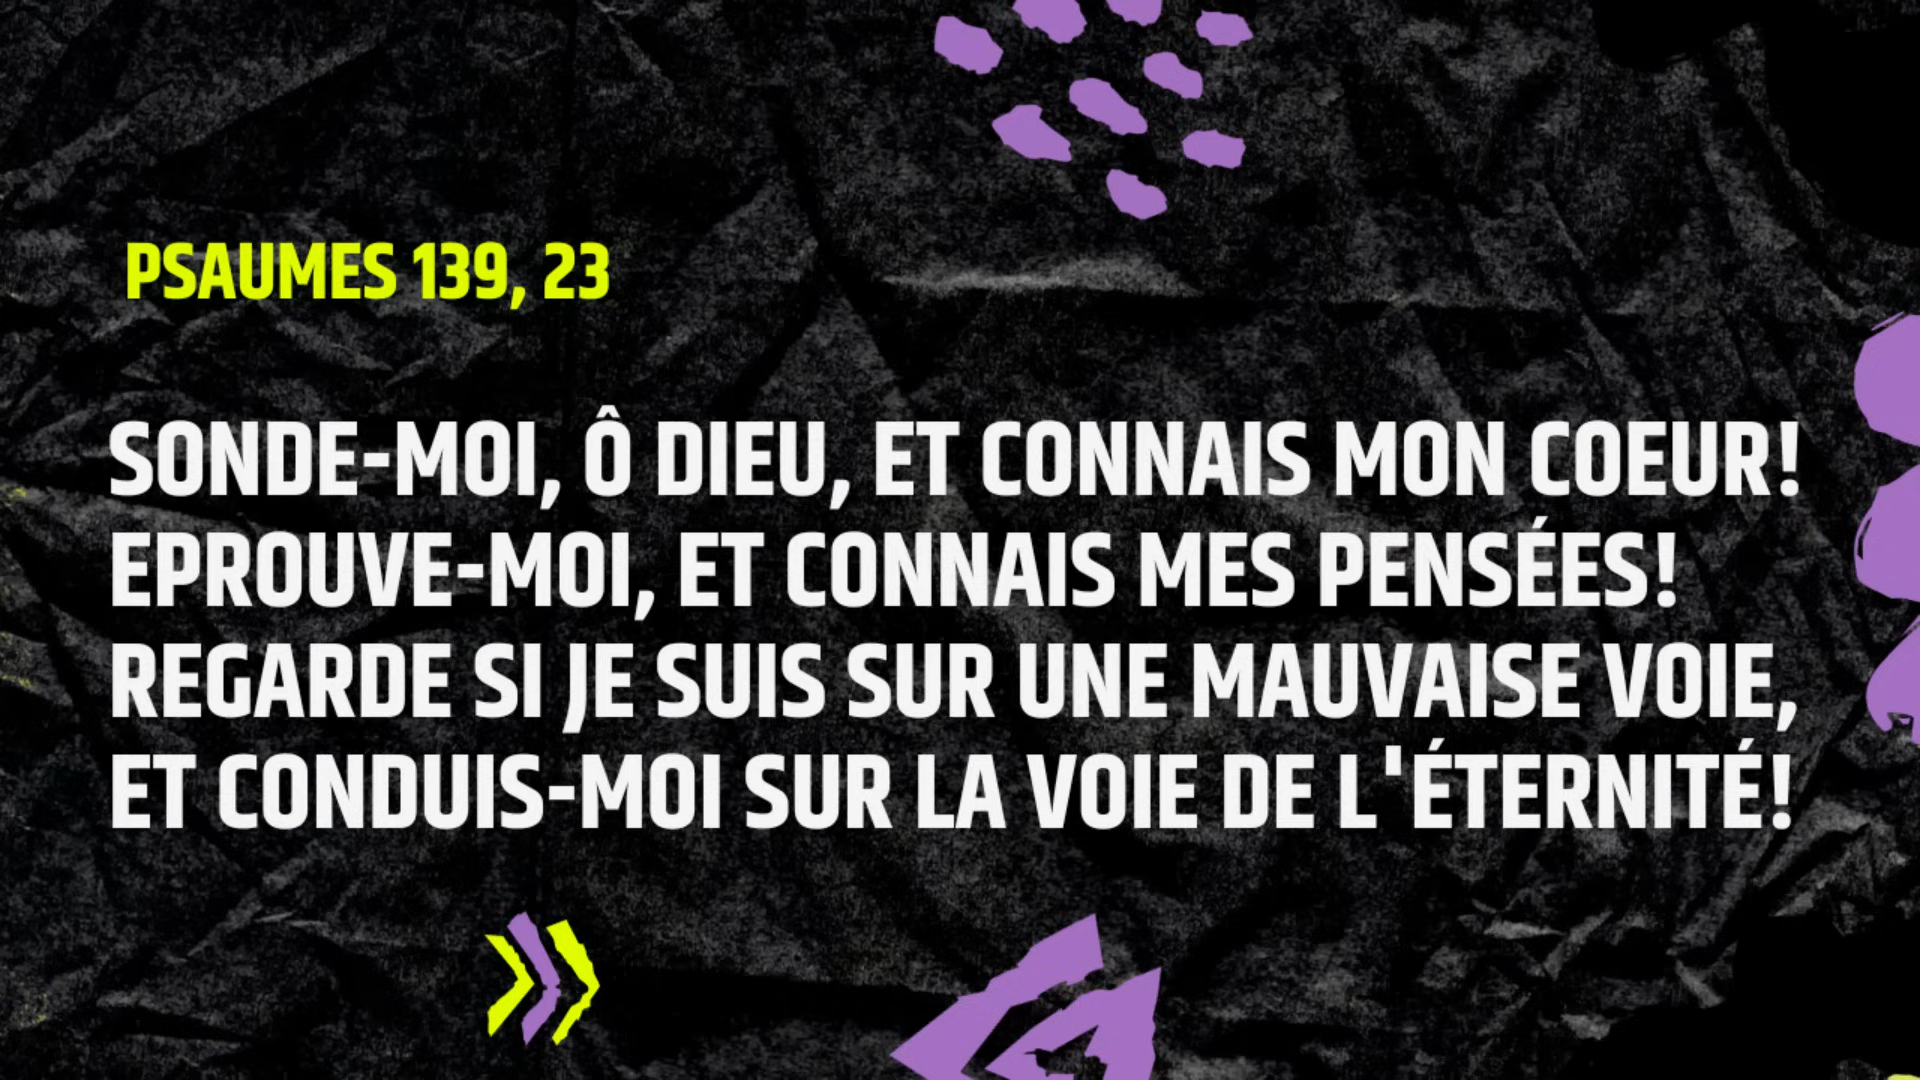 PSAUMES 139, 23
SONDE-MOI, Ô DIEU, ET CONNAIS MON COEUR!
EPROUVE-MOI, ET CONNAIS MES PENSÉES!
REGARDE SI JE SUIS SUR UNE MAUVAISE VOIE,
ET CONDUIS-MOI SUR LA VOIE DE L'ÉTERNITÉ!